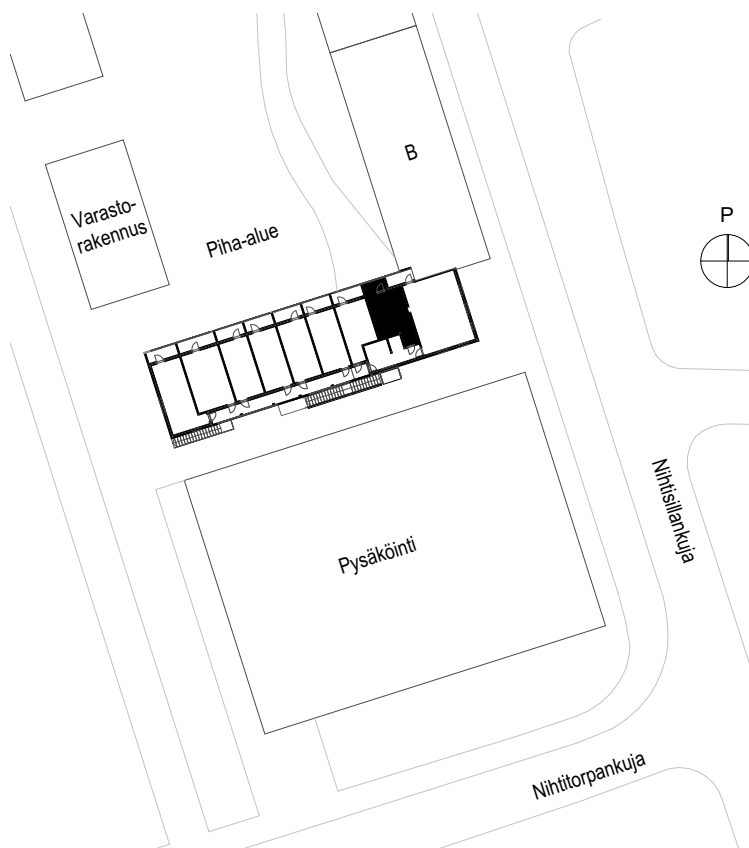 B
Varasto-
rakennus
Piha-alue
P
Pysäköinti
Nihtisillankuja
Nihtitorpankuja